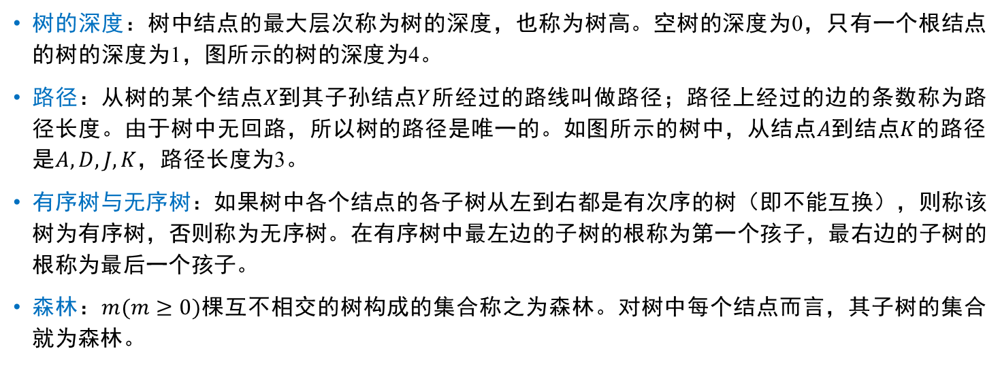 • 树的深度：树中结点的最大层次称为树的深度，也称为树高。空树的深度为0，只有一个根结点
的树的深度为1，图所示的树的深度为4。
• 路径：从树的某个结点X到其子孙结点Y所经过的路线叫做路径；路径上经过的边的条数称为路
径长度。由于树中无回路，所以树的路径是唯一的。如图所示的树中，从结点A到结点K的路径
是A, D, J, K，路径长度为3。
• 有序树与无序树：如果树中各个结点的各子树从左到右都是有次序的树（即不能互换），则称该
树为有序树，否则称为无序树。在有序树中最左边的子树的根称为第一个孩子，最右边的子树的
根称为最后一个孩子。
• 森林：m(m ≥ 0)棵互不相交的树构成的集合称之为森林。对树中每个结点而言，其子树的集合
就为森林。